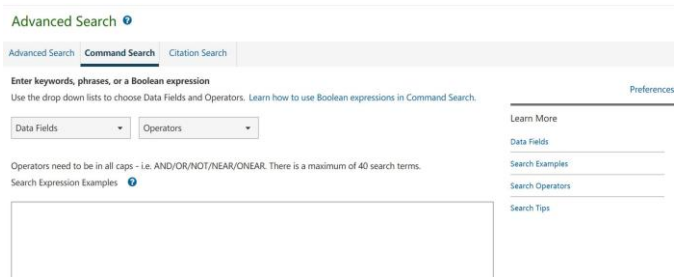 Advanced Search
Advanced Search Command Search Citation Search
Enter keywords, phrases, or a Boolean expression
Use the drop down lists to choose Data Fields and Operators. Learn how to use Boolean expressions in Command Search.
Data Fields
Operators
Operators need to be in all caps - i.e. AND/OR/NOT/NEAR/ONEAR. There is a maximum of 40 search terms.
Search Expression Examples
Preferences
Learn More
Data Fields
Search Examples
Search Operators
Search Tips